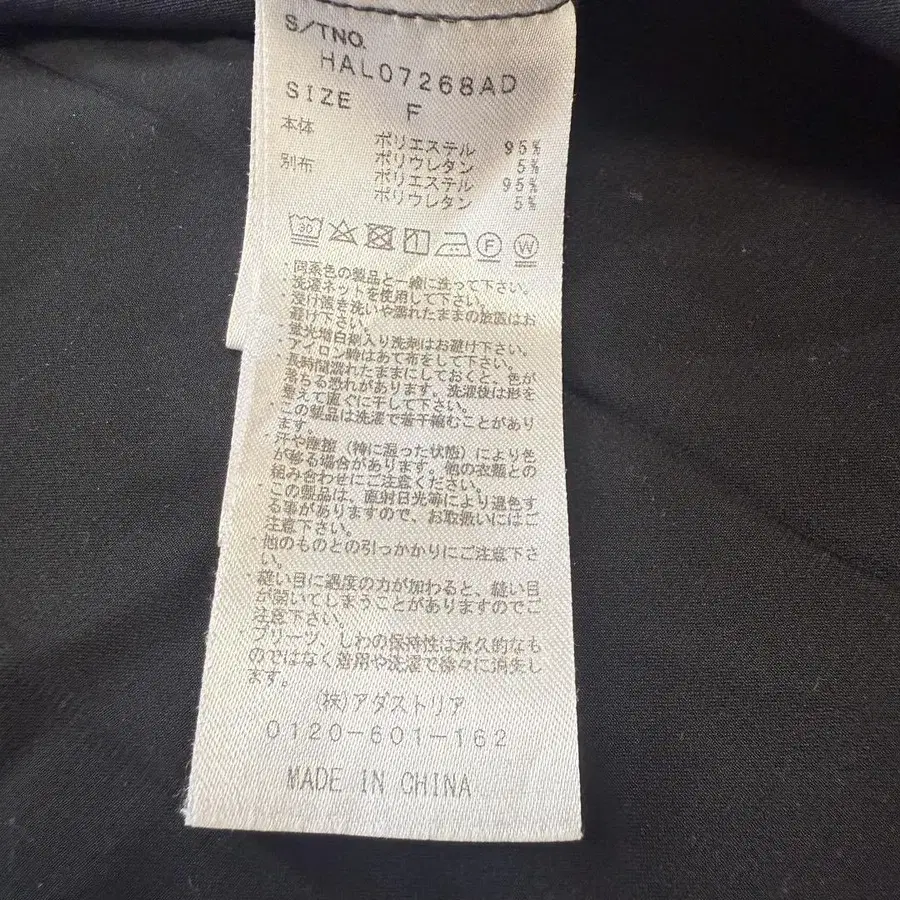 S/TNO.
HAL07268AD
SIZE F
本体 ポリエステル 95%
ポリウレタン 5%
別布 ポリエステル 95%
ポリウレタン 5%
30 F W
・同系色の製品と一緒に洗って下さい。
・洗濯ネットを使用して下さい。
・浸け置き洗いや濡れたままの放置はお
避け下さい。
・蛍光増白剤入り洗剤はお避け下さい。
・アイロン時はあて布をして下さい。
・長時間濡れたままにしておくと、色が
落ちる恐れがあります。洗濯後は形を
整えて直ぐに干して下さい。
・この製品は洗濯で若干縮むことがあり
ます。
・汗や摩擦（特に湿った状態）により色
が移る場合があります。他の衣類との
組み合わせにご注意ください。
・この製品は、直射日光等により退色す
る事がありますので、お取扱いにはご
注意下さい。
・他のものとの引っかかりにご注意下さ
い。
・縫い目に過度の力が加わると、縫い目
が開いてしまうことがありますのでご
注意下さい。
・プリーツ、しわの保持性は永久的なも
のではなく着用や洗濯で徐々に消失し
ます。
(株)アダストリア
0120-601-162
MADE IN CHINA